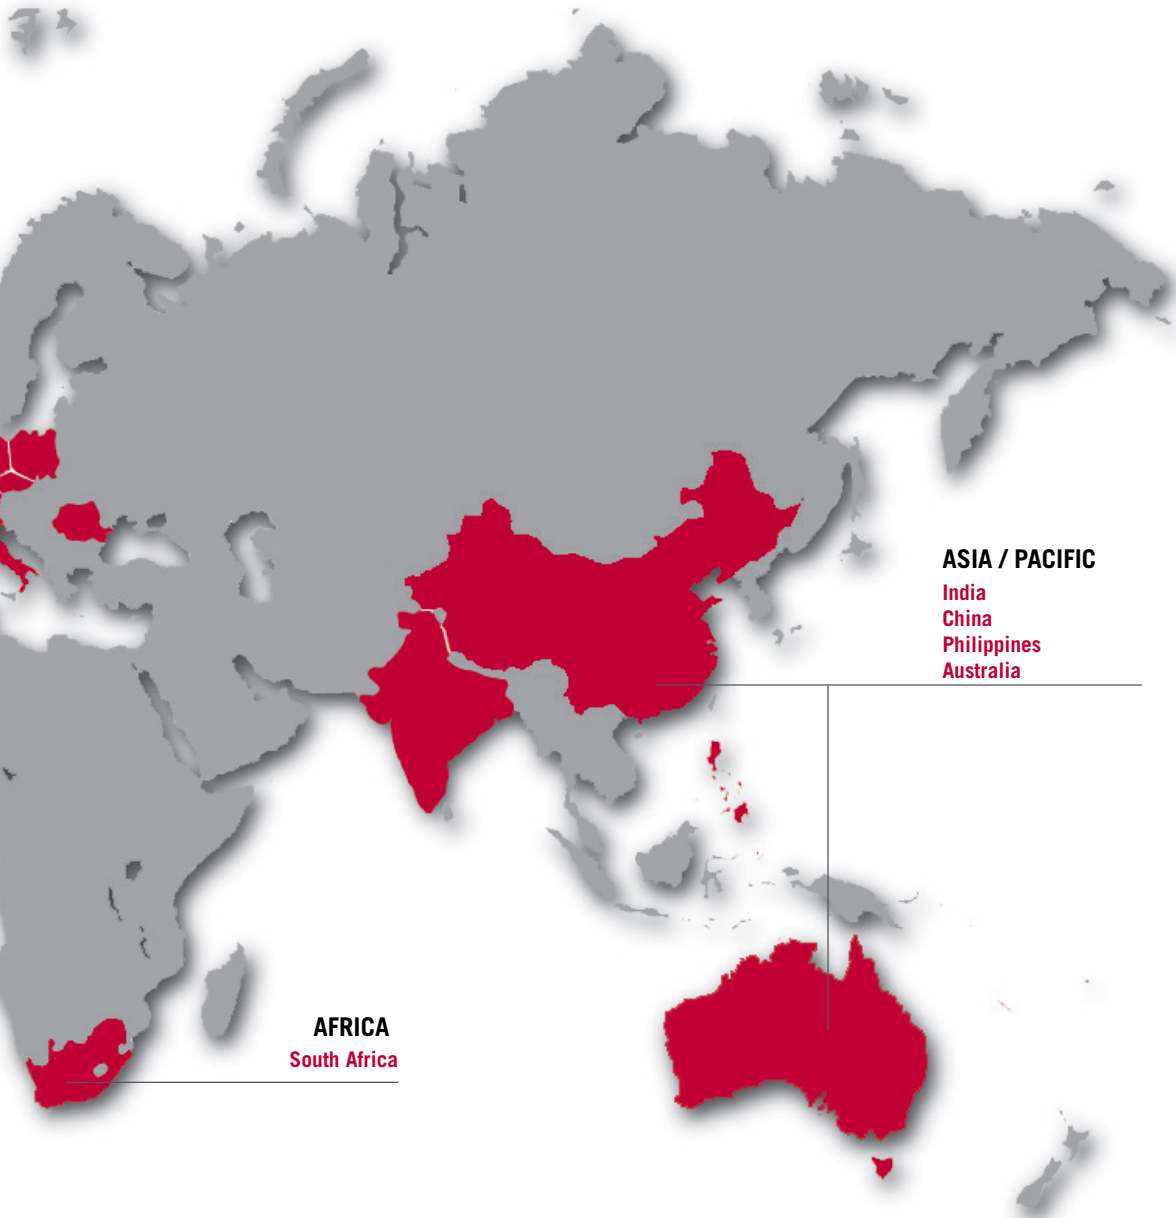 ASIA / PACIFIC
India
China
Philippines
Australia
AFRICA
South Africa